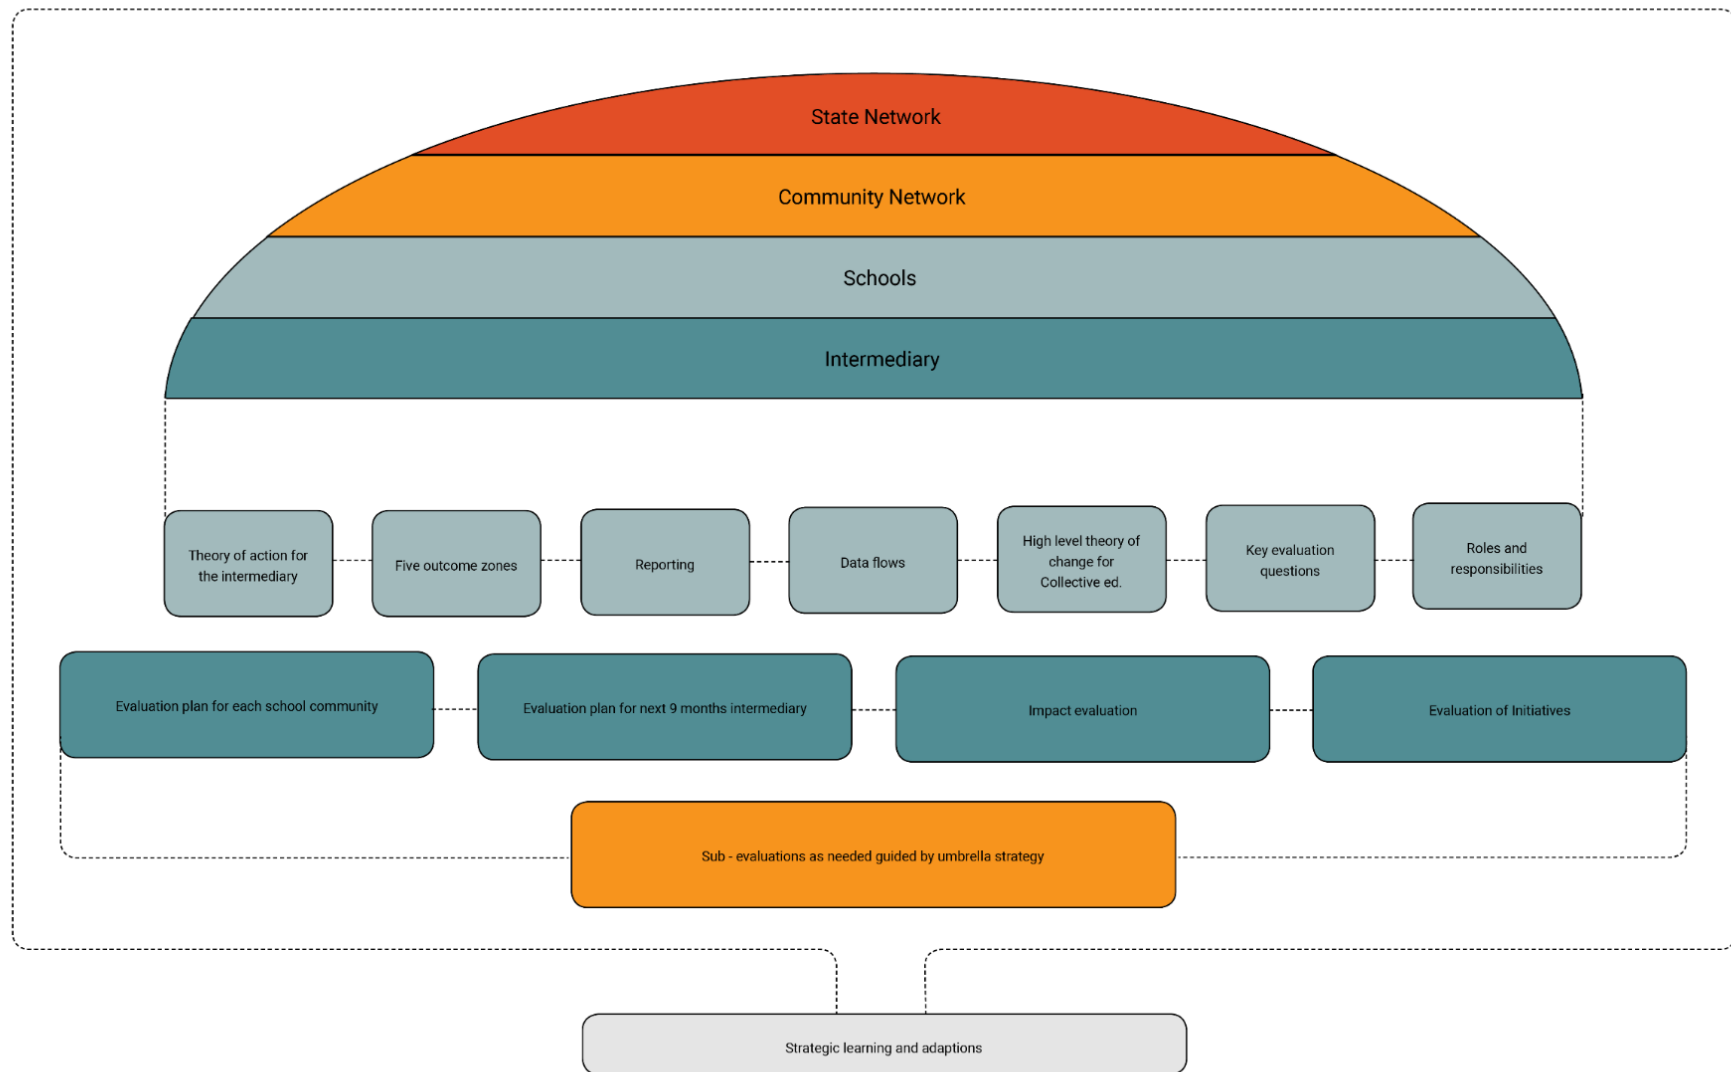 State Network
Community Network
Schools
Intermediary
Theory of action for
the intermediary
Five outcome zones
Reporting
Data flows
High level theory of
change for
Collective ed.
Key evaluation
questions
Roles and
responsibilities
Evaluation plan for each school community
Evaluation plan for next 9 months intermediary
Impact evaluation
Evaluation of Initiatives
Sub - evaluations as needed guided by umbrella strategy
Strategic learning and adaptions